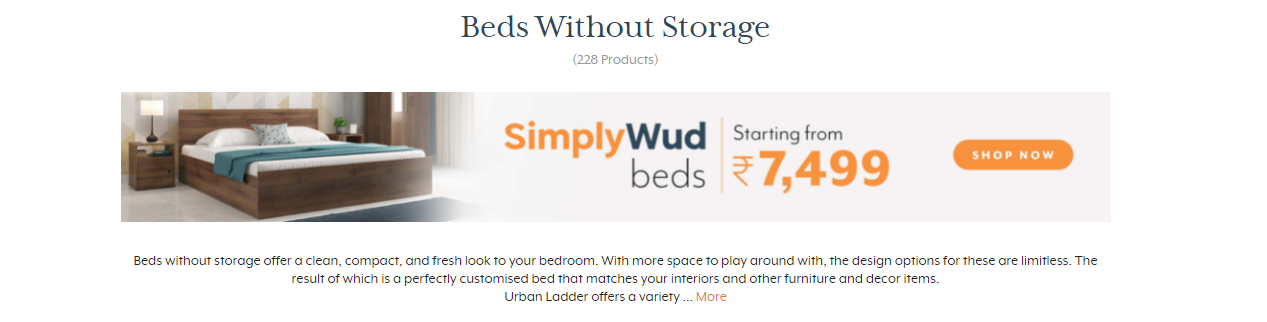 Beds Without Storage
(228 Products)
SimplyWud
beds
Starting from
₹7,499
SHOP NOW
Beds without storage offer a clean, compact, and fresh look to your bedroom. With more space to play around with, the design options for these are limitless. The
result of which is a perfectly customised bed that matches your interiors and other furniture and decor items.
Urban Ladder offers a variety ... More